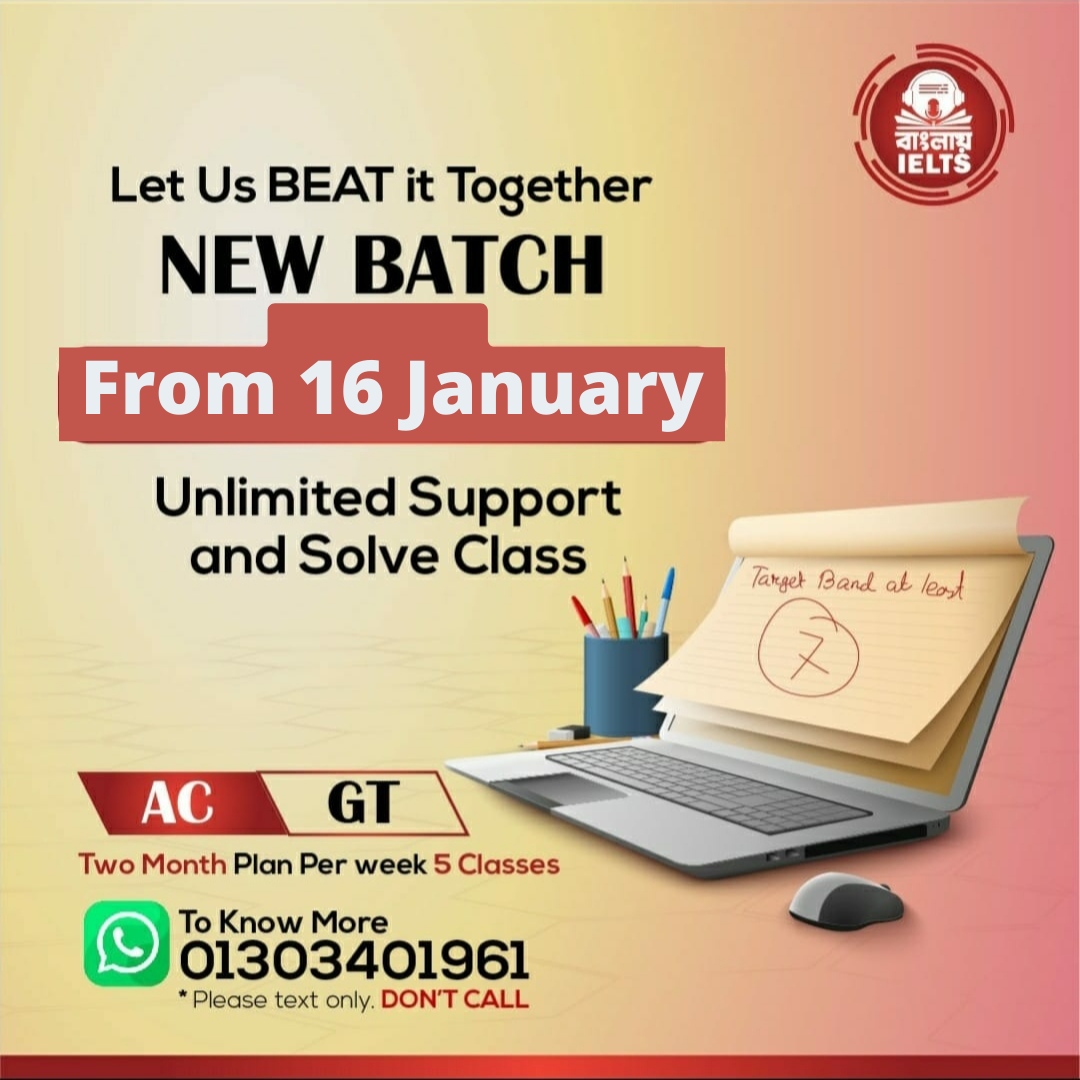 বাংলায়
IELTS
Let Us BEAT it Together
NEW BATCH
From 16 January
Unlimited Support
and Solve Class
Target Band at least
7
AC GT
Two Month Plan Per week 5 Classes
To Know More
01303401961
* Please text only. DON'T CALL